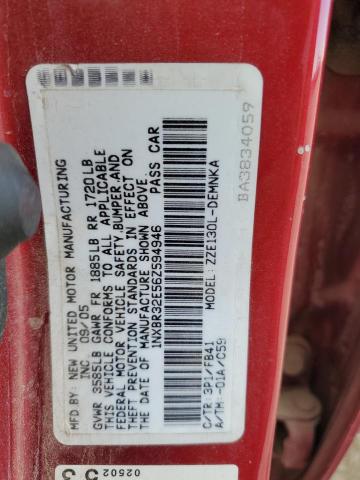 MFD BY: NEW UNITED MOTOR MANUFACTURING
INC. 09/05
GVWR 3585LB GAWR FR 1885LB RR 1720LB
THIS VEHICLE CONFORMS TO ALL APPLICABLE
FEDERAL MOTOR VEHICLE SAFETY, BUMPER, AND
THEFT PREVENTION STANDARDS IN EFFECT ON
THE DATE OF MANUFACTURE SHOWN ABOVE.
1NXBR32E56Z594946 PASS CAR
C/TR: 3P1/FB41 MODEL: ZZE130L-DEMNKA
A/TM: -01A/C59
BA3834059
02502